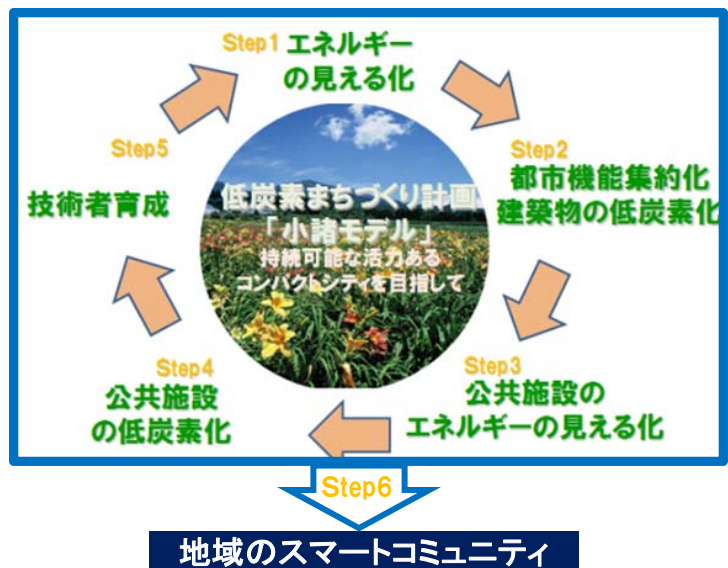 Step1 エネルギー
の見える化
Step2
都市機能集約化
建築物の低炭素化
Step3
公共施設の
エネルギーの見える化
Step4
公共施設
の低炭素化
Step5
技術者育成
低炭素まちづくり計画
「小諸モデル」
持続可能な活力ある
コンパクトシティを目指して
Step6
地域のスマートコミュニティ